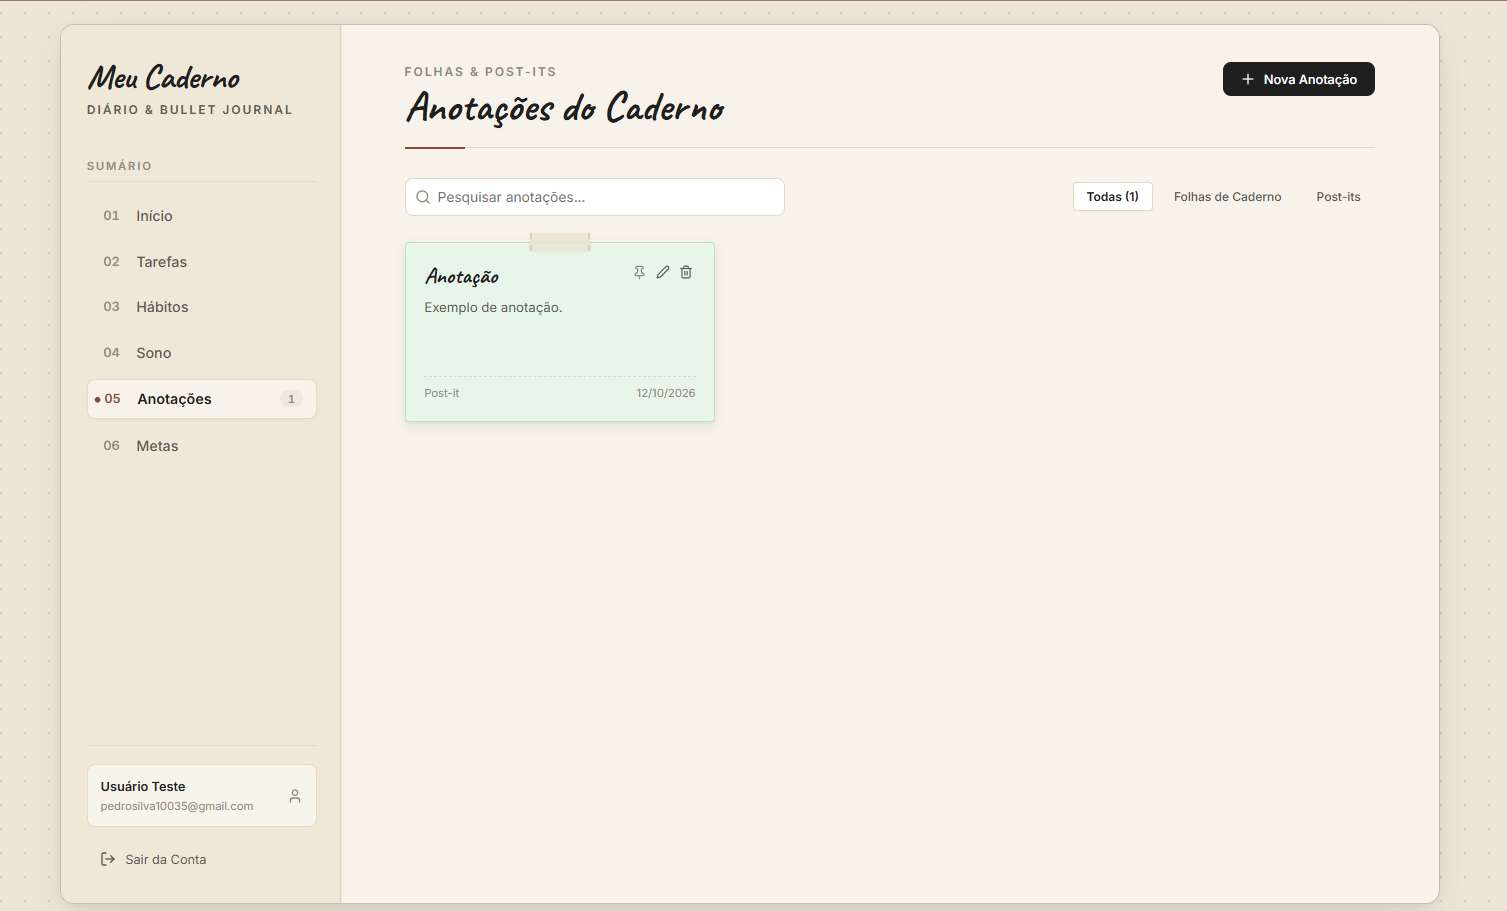 Meu Caderno
DIÁRIO & BULLET JOURNAL
SUMÁRIO
01 Início
02 Tarefas
03 Hábitos
04 Sono
05 Anotações 1
06 Metas
Usuário Teste
pedrosilva10035@gmail.com
Sair da Conta
FOLHAS & POST-ITS
Anotações do Caderno
Nova Anotação
Pesquisar anotações...
Todas (1) Folhas de Caderno Post-its
Anotação
Exemplo de anotação.
Post-it 12/10/2026